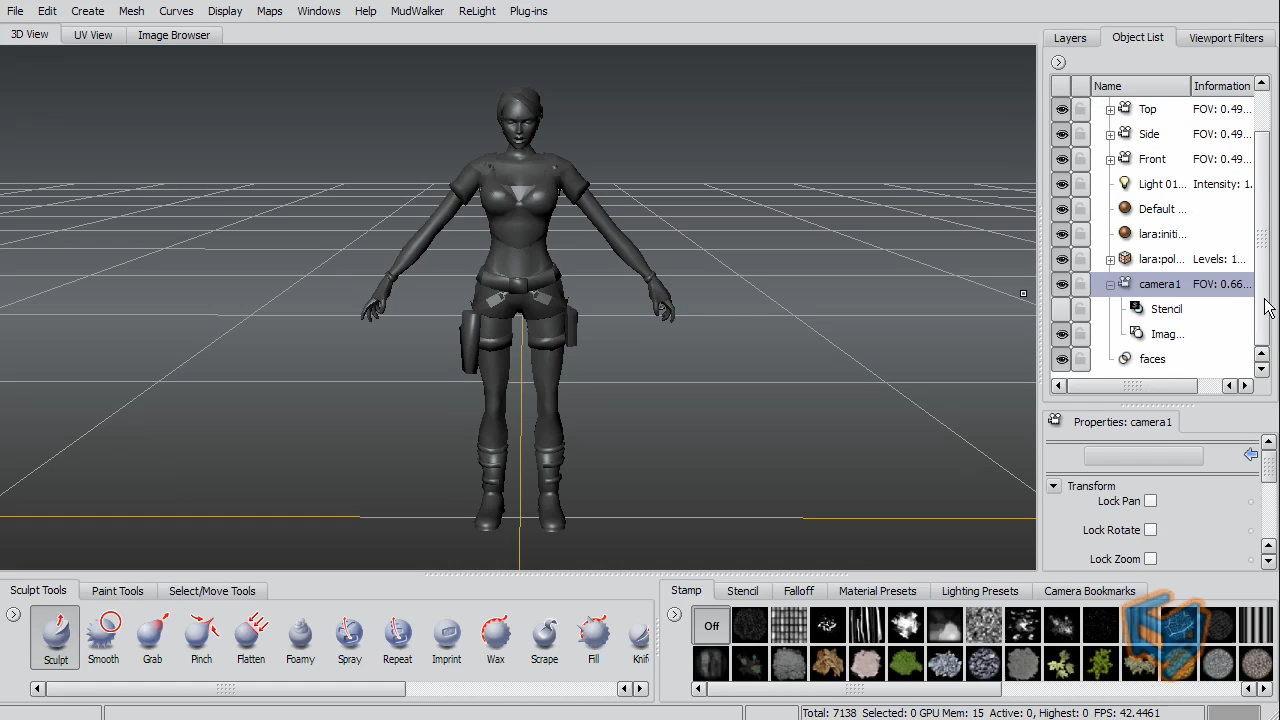 File Edit Create Mesh Curves Display Maps Windows Help MudWalker ReLight Plug-ins
3D View UV View Image Browser
Layers Object List Viewport Filters
Name Information
Top FOV: 0.49...
Side FOV: 0.49...
Front FOV: 0.49...
Light 01... Intensity: 1.
Default ...
lara:initi...
lara:pol... Levels: 1...
camera1 FOV: 0.66...
Stencil
Imag...
faces
Properties: camera1
Transform
Lock Pan
Lock Rotate
Lock Zoom
Sculpt Tools Paint Tools Select/Move Tools
Sculpt Smooth Grab Pinch Flatten Foamy Spray Repeat Imprint Wax Scrape Fill Knif
Stamp Stencil Falloff Material Presets Lighting Presets Camera Bookmarks
Off
Total: 7138 Selected: 0 GPU Mem: 15 Active: 0, Highest: 0 FPS: 42.4461